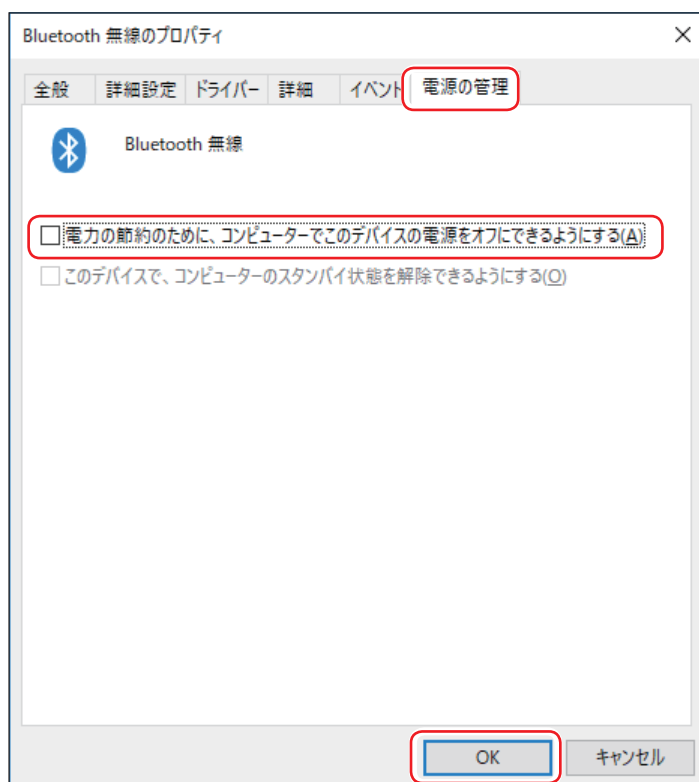 Bluetooth 無線のプロパティ
全般 詳細設定 ドライバー 詳細 イベント 電源の管理
Bluetooth 無線
電力の節約のために、コンピューターでこのデバイスの電源をオフにできるようにする(A)
このデバイスで、コンピューターのスタンバイ状態を解除できるようにする(O)
OK キャンセル